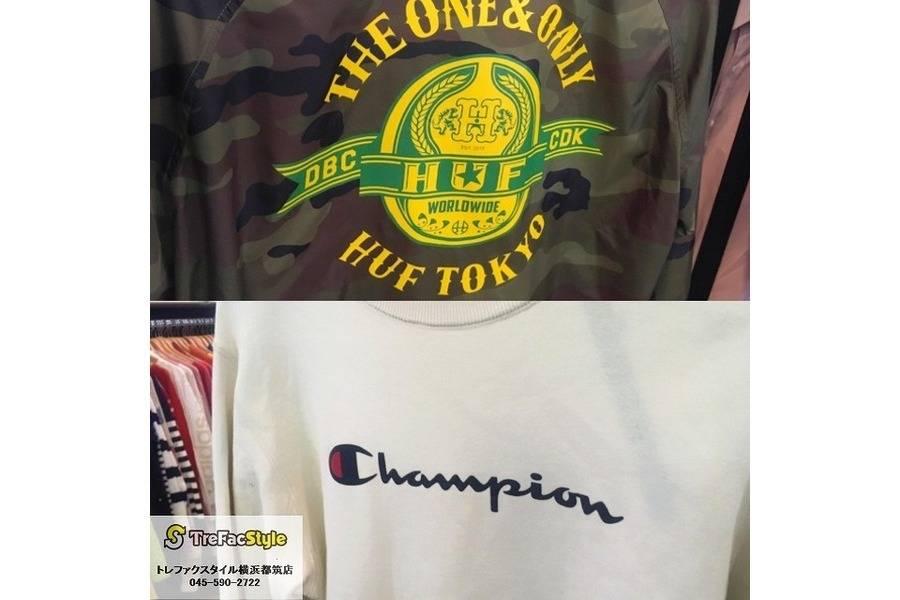 THE ONE & ONLY
H
DBC HUF CDK
WORLDWIDE
HUF TOKYO
Champion
adidas
TreFacStyle
トレファクスタイル横浜都筑店
045-590-2722